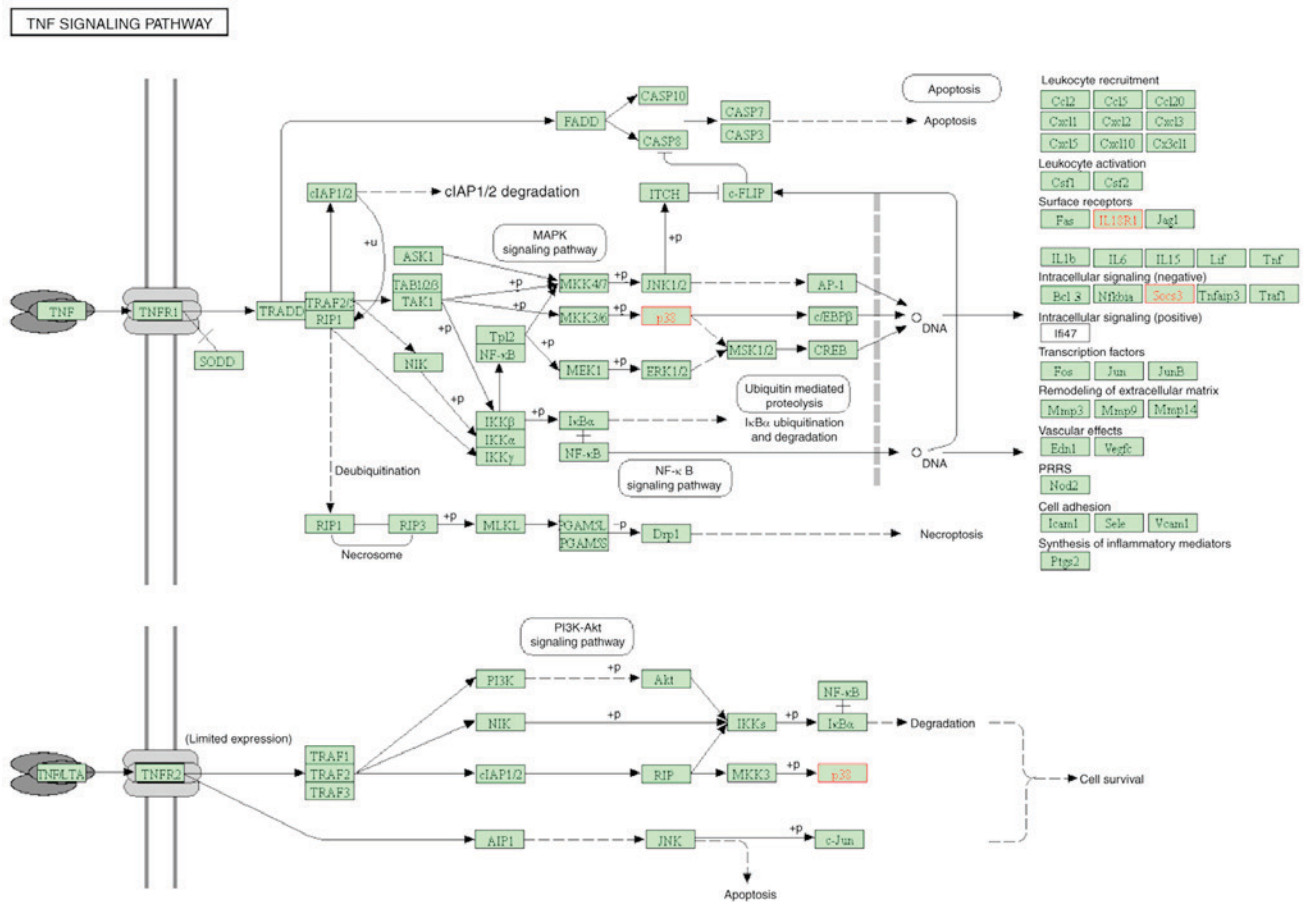 TNF SIGNALING PATHWAY
Leukocyte recruitment
Ccl2 Ccl5 Ccl20
Cxcl1 Cxcl2 Cxcl3
Cxcl5 Cxcl10 Cx3cl1
Leukocyte activation
Csf1 Csf2
Surface receptors
Fas IL18R1 Jag1
IL1b IL6 IL15 Lif Tnf
Intracellular signaling (negative)
Bcl 3 Nfkbia Socs3 Tnfaip3 Traf1
Intracellular signaling (positive)
Ifi47
Transcription factors
Fos Jun JunB
Remodeling of extracellular matrix
Mmp3 Mmp9 Mmp14
Vascular effects
Edn1 Vegfc
PRRS
Nod2
Cell adhesion
Icam1 Sele Vcam1
Synthesis of inflammatory mediators
Ptgs2
Apoptosis
CASP10
FADD
CASP7
CASP3
Apoptosis
CASP8
cIAP1/2
cIAP1/2 degradation
ITCH
c-FLIP
+u
MAPK
signaling pathway
+p
ASK1
TAB1/2/3
TAK1
+p
MKK4/7
+p
JNK1/2
AP-1
TNF
TNFR1
TRADD
TRAF2/5
RIP1
+p
MKK3/6
+p
p38
c/EBPβ
DNA
SODD
Tpl2
NF-κB
+p
MSK1/2
CREB
NIK
+p
MEK1
ERK1/2
+p
Ubiquitin mediated
proteolysis
IKKβ
IKKα
IKKγ
+p
IκBα
IκBα ubiquitination
and degradation
NF-κB
DNA
Deubiquitination
NF-κ B
signaling pathway
RIP1
RIP3
+p
MLKL
PGAM5L
PGAM5S
–p
Drp1
Necroptosis
Necrosome
PI3K-Akt
signaling pathway
PI3K
+p
Akt
NF-κB
NIK
+p
IKKs
+p
IκBα
Degradation
(Limited expression)
TNF/LTA
TNFR2
TRAF1
TRAF2
TRAF3
cIAP1/2
RIP
MKK3
+p
p38
Cell survival
AIP1
JNK
+p
c-Jun
Apoptosis